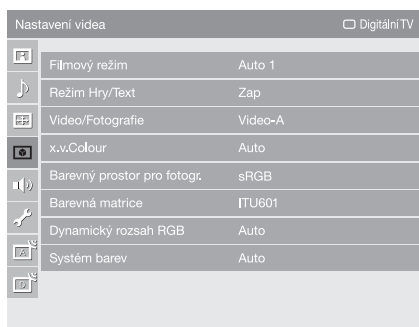 Nastavení videa Digitální TV
Filmový režim Auto 1
Režim Hry/Text Zap
Video/Fotografie Video-A
x.v.Colour Auto
Barevný prostor pro fotogr. sRGB
Barevná matrice ITU601
Dynamický rozsah RGB Auto
Systém barev Auto
A
D